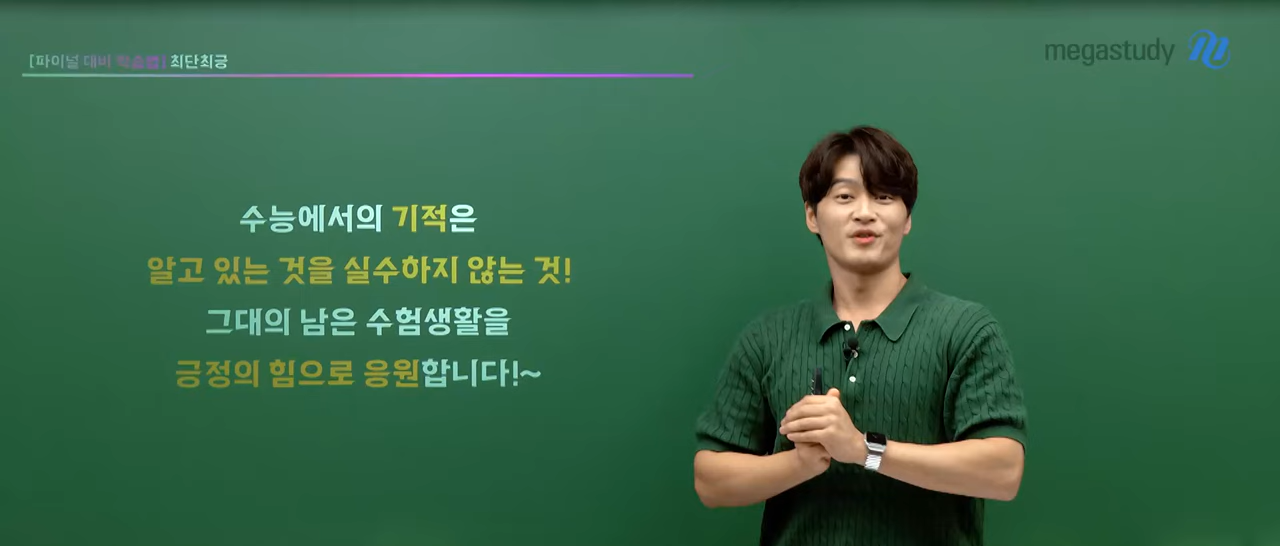 [파이널 대비 학습법] 최단최긍
megastudy
수능에서의 기적은
알고 있는 것을 실수하지 않는 것!
그대의 남은 수험생활을
긍정의 힘으로 응원합니다!~